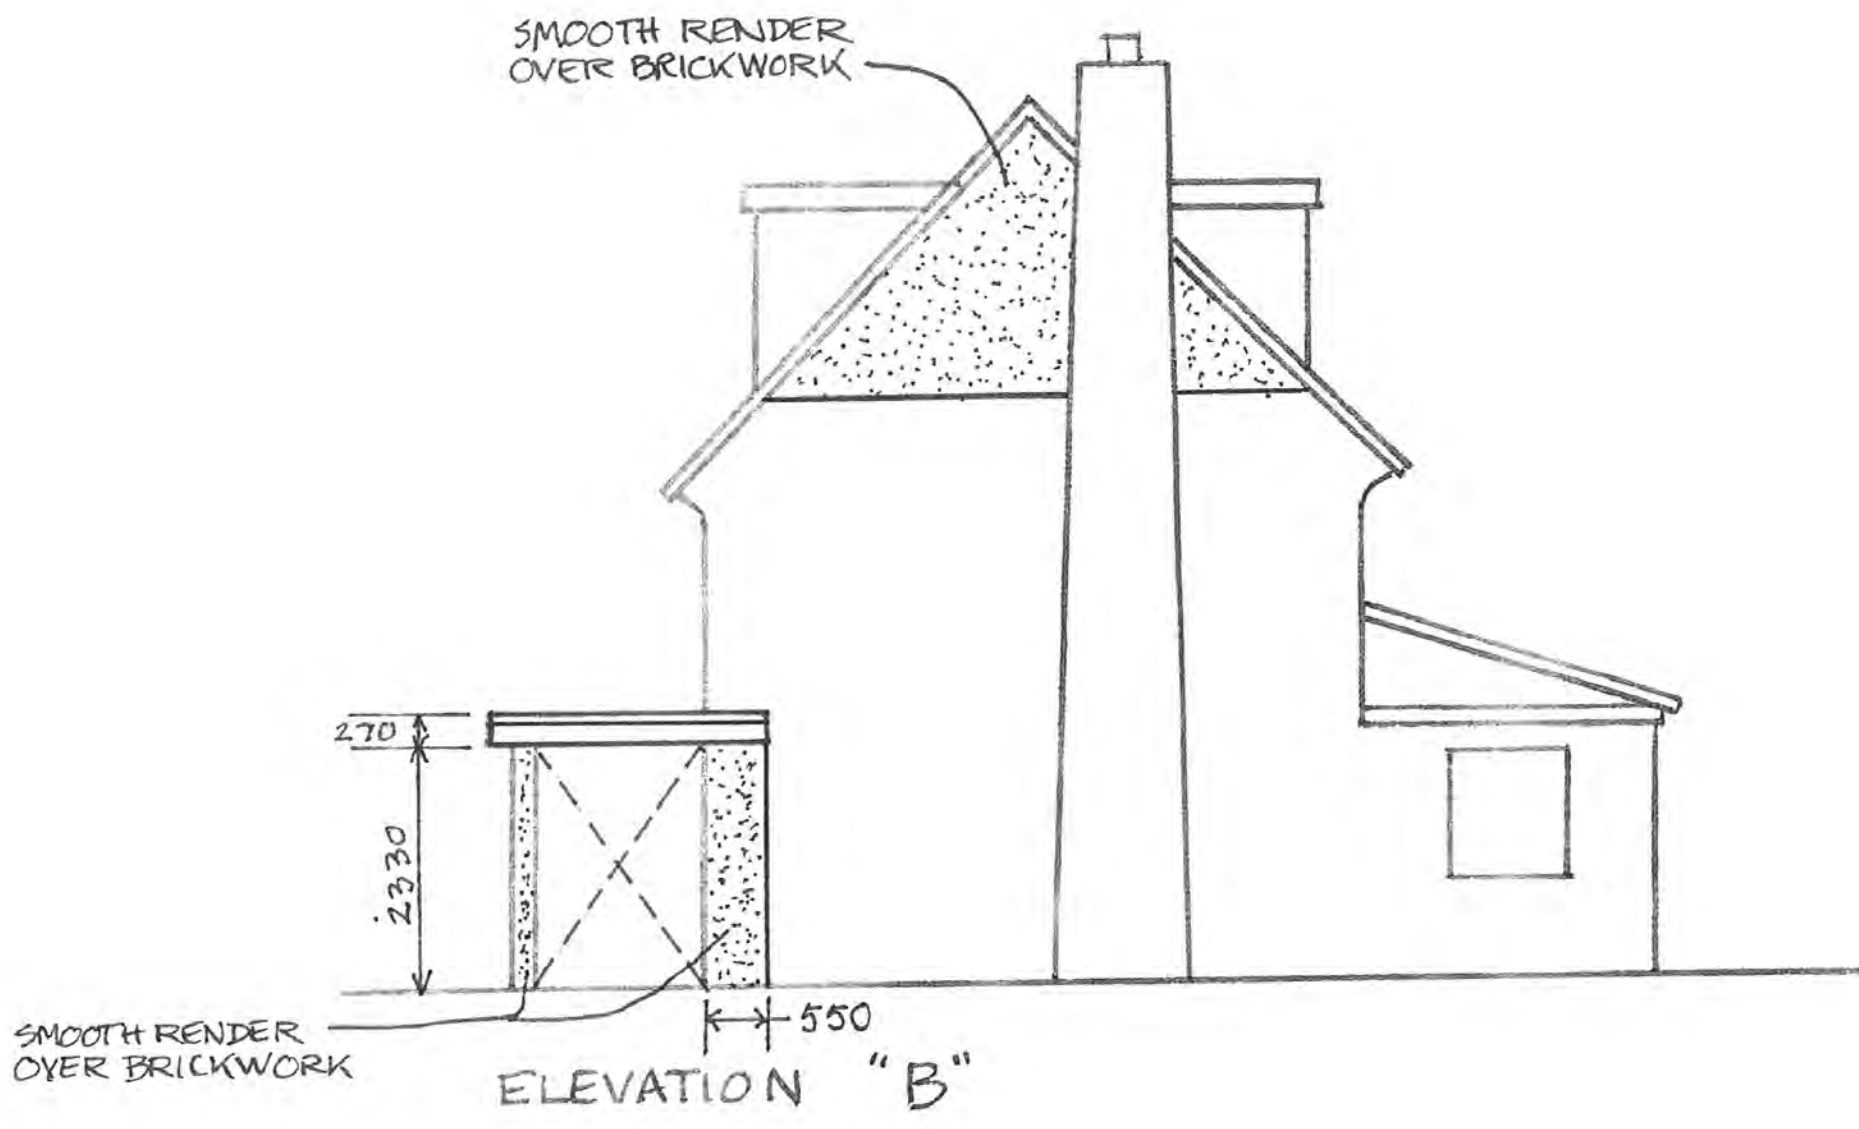 SMOOTH RENDER
OVER BRICKWORK
270
2330
550
SMOOTH RENDER
OVER BRICKWORK
ELEVATION "B"